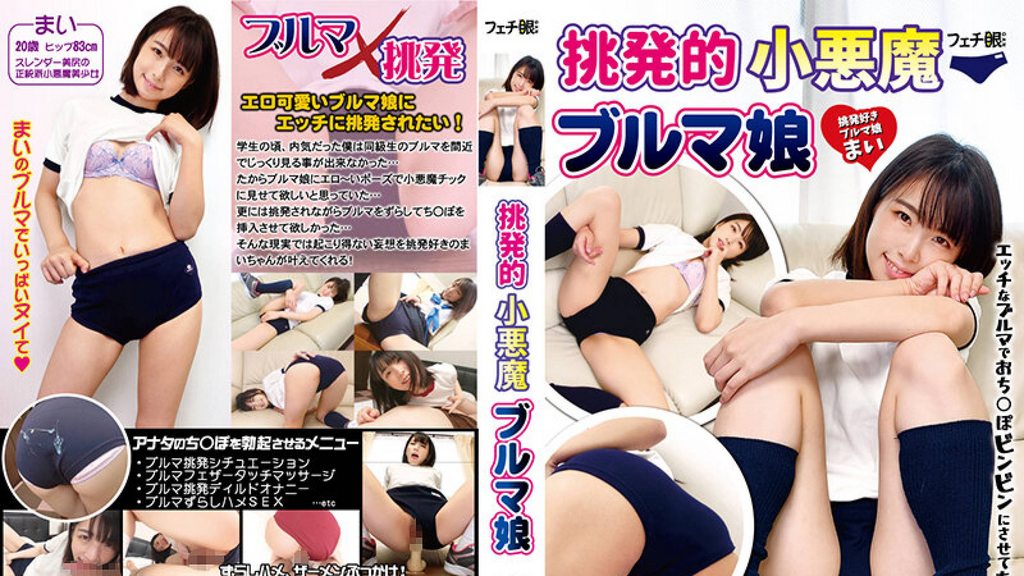 まい
20歳 ヒップ83cm
スレンダー美尻の
正統派小悪魔美少女
まいのブルマでいっぱいヌイて♥
ブルマ×挑発
エロ可愛いブルマ娘に
エッチに挑発されたい!
学生の頃、内気だった僕は同級生のブルマを間近
でじっくり見る事が出来なかった…
だからブルマ娘にエロ〜いポーズで小悪魔チック
に見せて欲しいと思っていた…
更には挑発されながらブルマをずらしてち〇ぽを
挿入させて欲しかった…
そんな現実では起こり得ない妄想を挑発好きのま
いちゃんが叶えてくれる!
アナタのち〇ぽを勃起させるメニュー
・ブルマ挑発シチュエーション
・ブルマフェザータッチマッサージ
・ブルマ挑発ディルドオナニー
・ブルマずらしハメSEX …etc
ずらしハメ、ザーメンぶっかけ!
フェチ眼
挑発的 小悪魔 ブルマ娘
挑発的 小悪魔
ブルマ娘
フェチ眼
挑発好き
ブルマ娘
まい
エッチなブルマでおち〇ぽビンビンにさせて